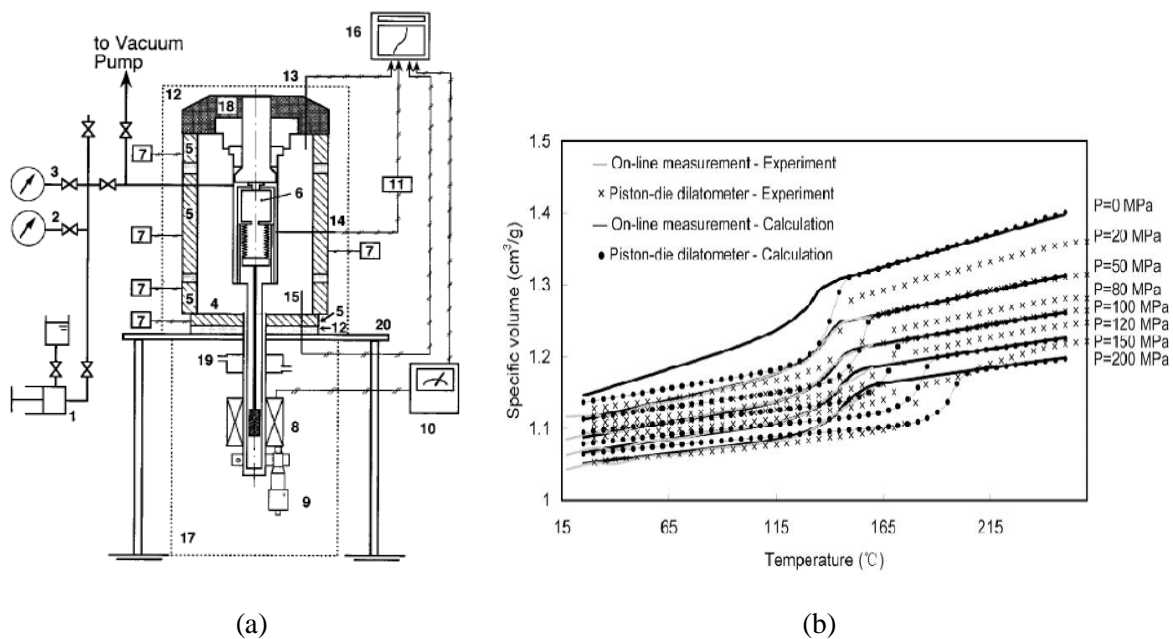 to Vacuum
Pump
16
13
12
18
7
5
3
6
11
2
5
14
7
7
7
5
4
15
5
7
12
20
19
1
8
10
9
17
(a)
Specific volume (cm³/g)
1.5
1.4
1.3
1.2
1.1
1
15
65
115
165
215
Temperature (℃)
On-line measurement - Experiment
Piston-die dilatometer - Experiment
On-line measurement - Calculation
Piston-die dilatometer - Calculation
P=0 MPa
P=20 MPa
P=50 MPa
P=80 MPa
P=100 MPa
P=120 MPa
P=150 MPa
P=200 MPa
(b)